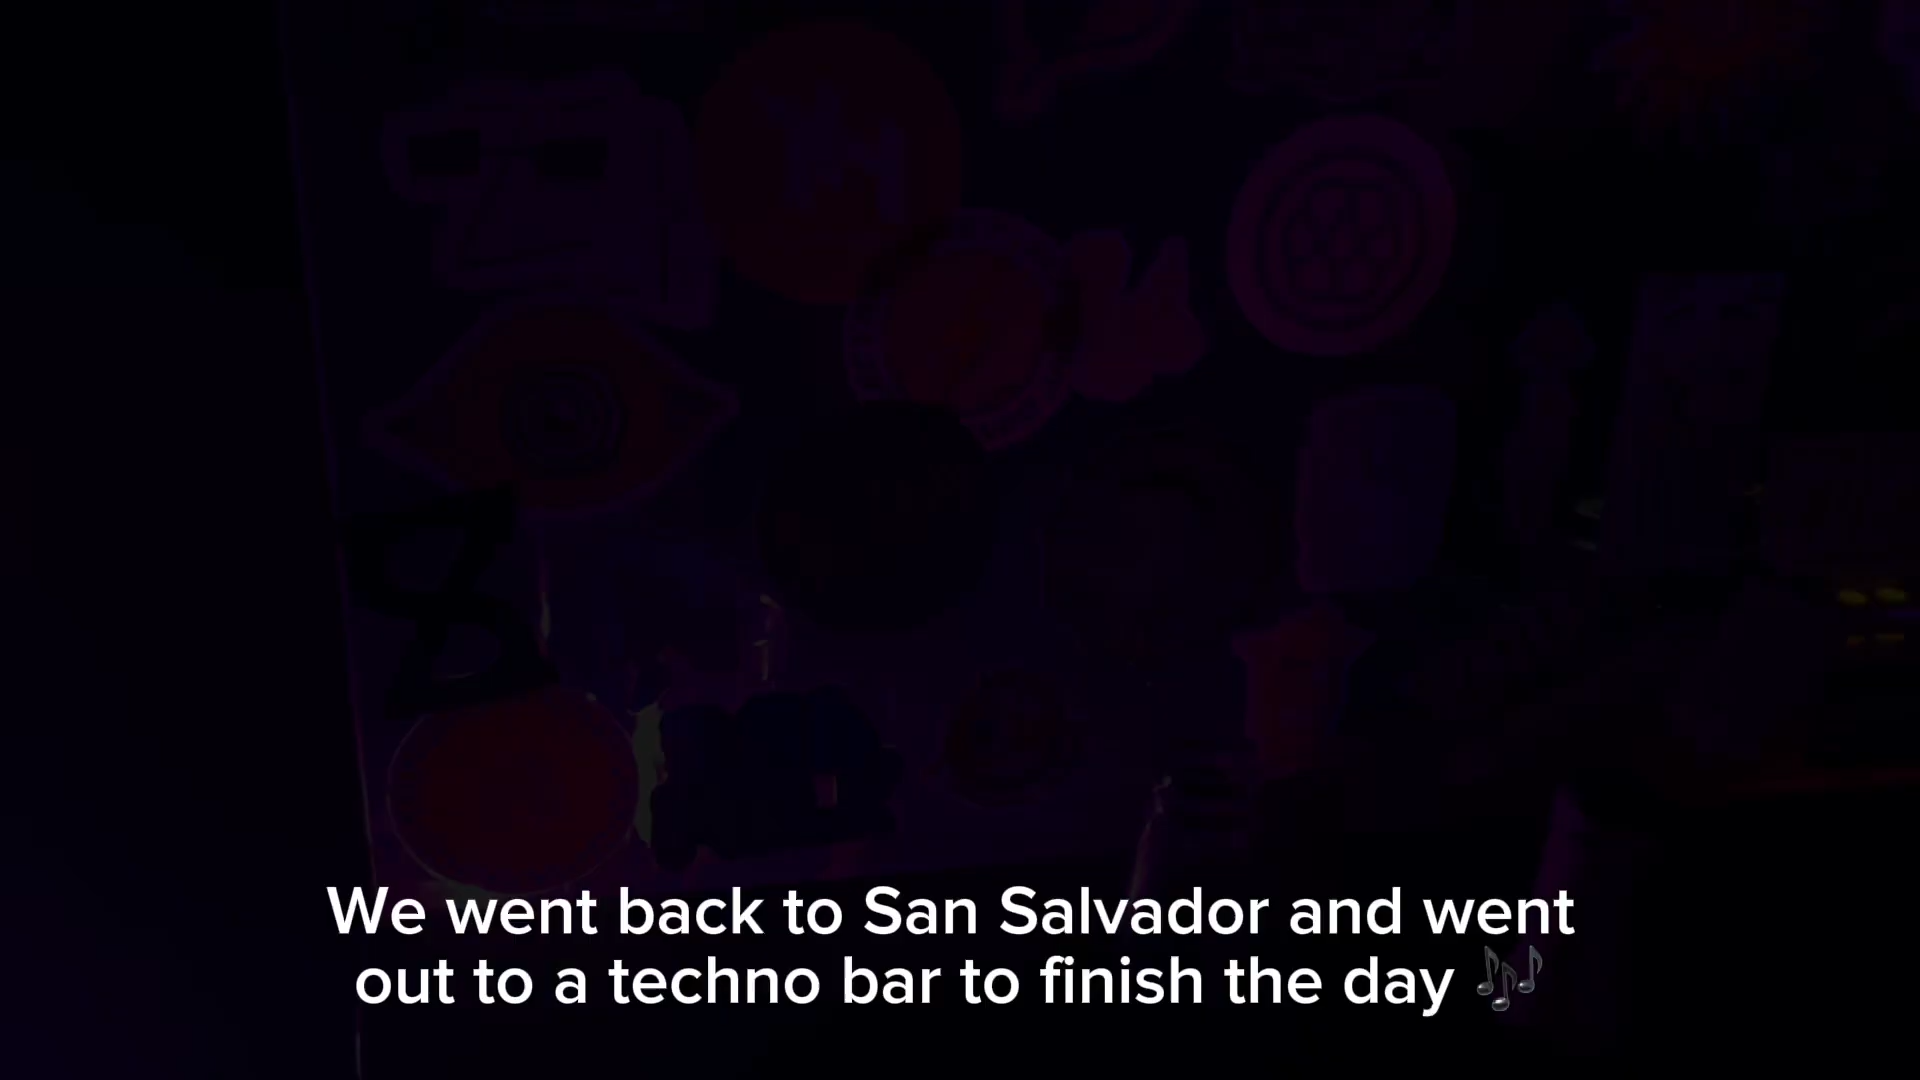 We went back to San Salvador and went
out to a techno bar to finish the day 🎶